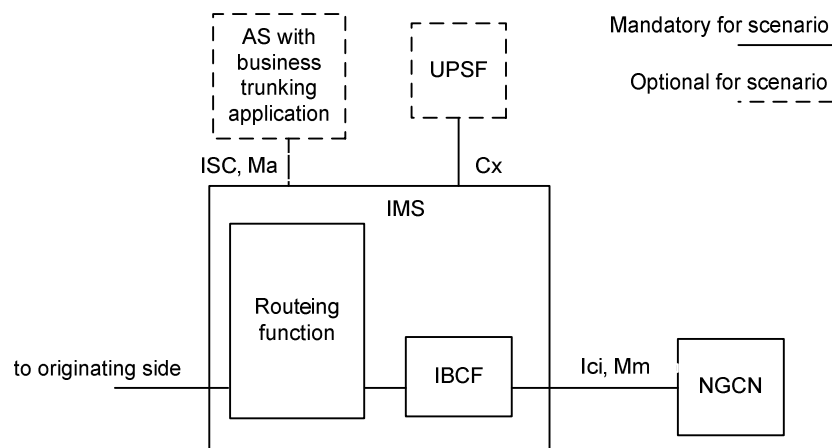 AS with
business
trunking
application
UPSF
Mandatory for scenario
Optional for scenario
ISC, Ma
Cx
IMS
Routeing
function
to originating side
IBCF
Ici, Mm
NGCN